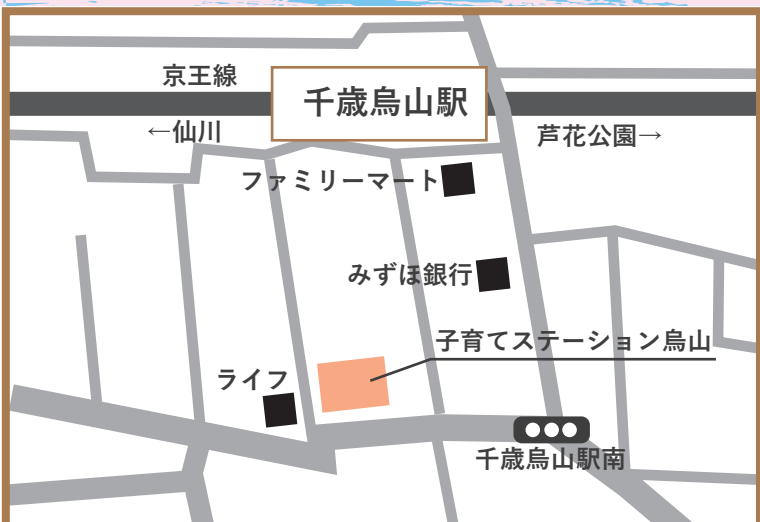 京王線
千歳烏山駅
←仙川
芦花公園→
ファミリーマート
みずほ銀行
子育てステーション烏山
ライフ
千歳烏山駅南